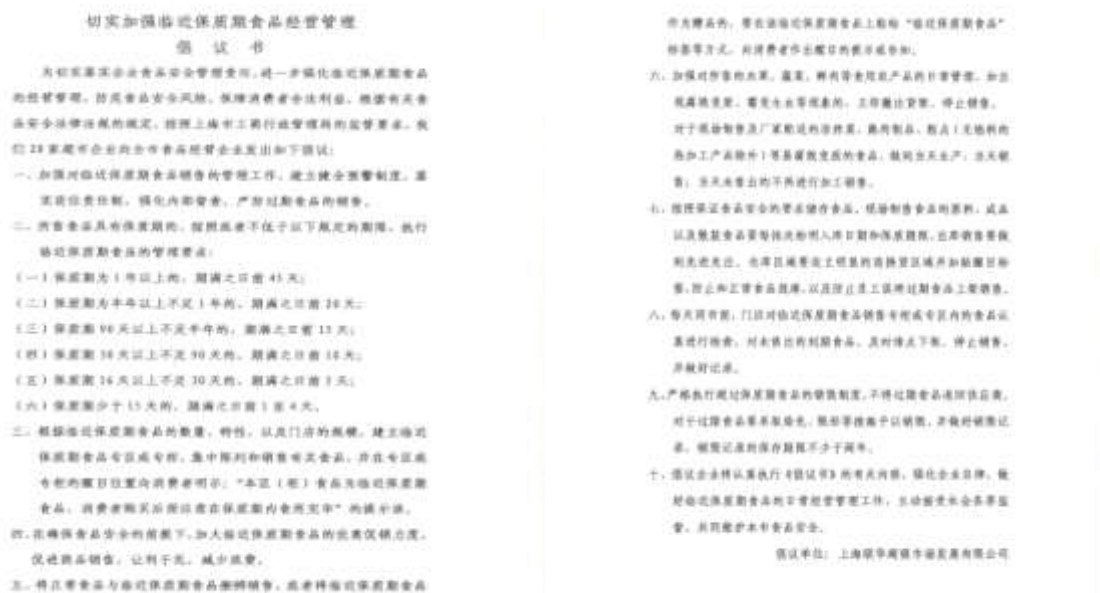 切实加强临近保质期食品经营管理
倡 议 书
为切实落实企业食品安全管理责任,进一步强化临近保质期食品
的经营管理,防范食品安全风险,保障消费者合法利益,根据有关食
品安全法律法规的规定,按照上海市工商行政管理局的监管要求,我
们 28 家超市企业向全市食品经营企业发出如下倡议:
一、加强对临近保质期食品销售的管理工作,建立健全预警制度,落
实岗位责任制,强化内部督查,严防过期食品的销售。
二、所售食品具有保质期的,按照或者不低于以下规定的期限,执行
临近保质期食品的管理要求:
(一)保质期为 1 年以上的,期满之日前 45 天;
(二)保质期为半年以上不足 1 年的,期满之日前 20 天;
(三)保质期 90 天以上不足半年的,期满之日前 15 天;
(四)保质期 30 天以上不足 90 天的,期满之日前 10 天;
(五)保质期 16 天以上不足 30 天的,期满之日前 5 天;
(六)保质期少于 15 天的,期满之日前 1 至 4 天。
三、根据临近保质期食品的数量、特性,以及门店的规模,建立临近
保质期食品专区或专柜,集中陈列和销售有关食品,并在专区或
专柜的醒目位置向消费者明示:“本区(柜)食品为临近保质期
食品,消费者购买后须注意在保质期内食用完毕”的提示语。
四、在确保食品安全的前提下,加大临近保质期食品的优惠促销力度,
促进商品销售,让利于民,减少浪费。
五、将正常食品与临近保质期食品捆绑销售,或者将临近保质期食品
作为赠品的,要在该临近保质期食品上粘贴“临近保质期食品”
标签等方式,向消费者作出醒目的提示或告知。
六、加强对所售的水果、蔬菜、鲜肉等食用农产品的日常管理,如出
现腐烂变质、霉变生虫等现象的,立即撤出货架,停止销售。
对于现场制售及厂家配送的凉拌菜、熟肉制品、糕点(无馅料的
热加工产品除外)等易腐败变质的食品,做到当天生产,当天销
售;当天未售出的不再进行加工销售。
七、按照保证食品安全的要求储存食品,现场制售食品的原料、成品
以及散装食品要每批次标明入库日期和保质期限,出库销售要做
到先进先出。仓库区域要设立明显的退换货区域并加贴醒目标
签,防止和正常食品混淆,以及防止员工误将过期食品上架销售。
八、每天闭市前,门店对临近保质期食品销售专柜或专区内的食品认
真进行检查,对未售出的到期食品,及时清点下架,停止销售,
并做好记录。
九、严格执行超过保质期食品的销毁制度,不将过期食品退回供应商,
对于过期食品要采取染色、毁形等措施予以销毁,并做好销毁记
录,销毁记录的保存期限不少于两年。
十、倡议企业将认真执行《倡议书》的有关内容,强化企业自律,做
好临近保质期食品的日常经营管理工作,主动接受社会各界监
督,共同维护本市食品安全。
倡议单位:上海联华超级市场发展有限公司